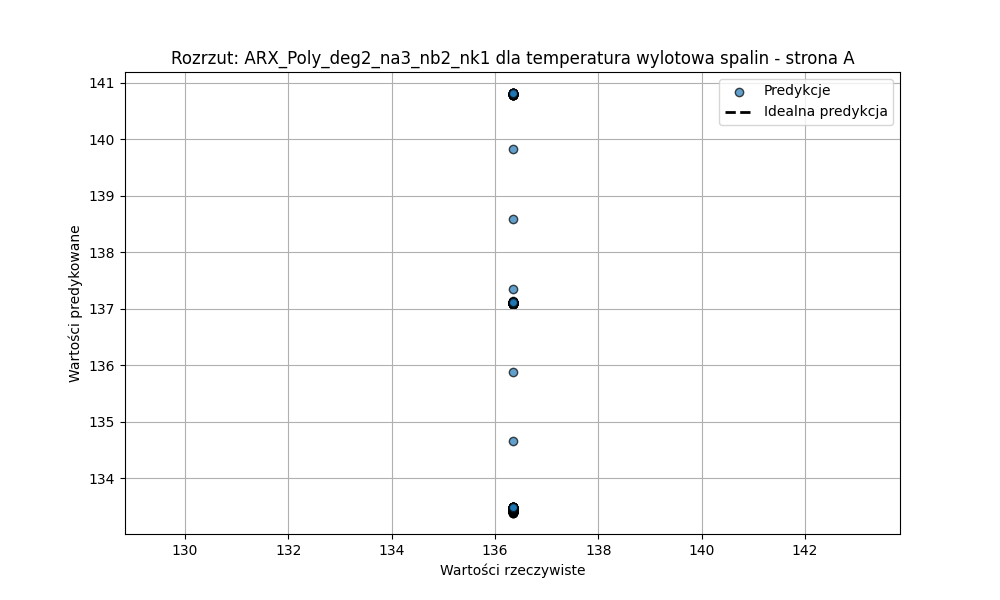 Rozrzut: ARX_Poly_deg2_na3_nb2_nk1 dla temperatura wylotowa spalin - strona A
Predykcje
Idealna predykcja
Wartości predykowane
141
140
139
138
137
136
135
134
130 132 134 136 138 140 142
Wartości rzeczywiste